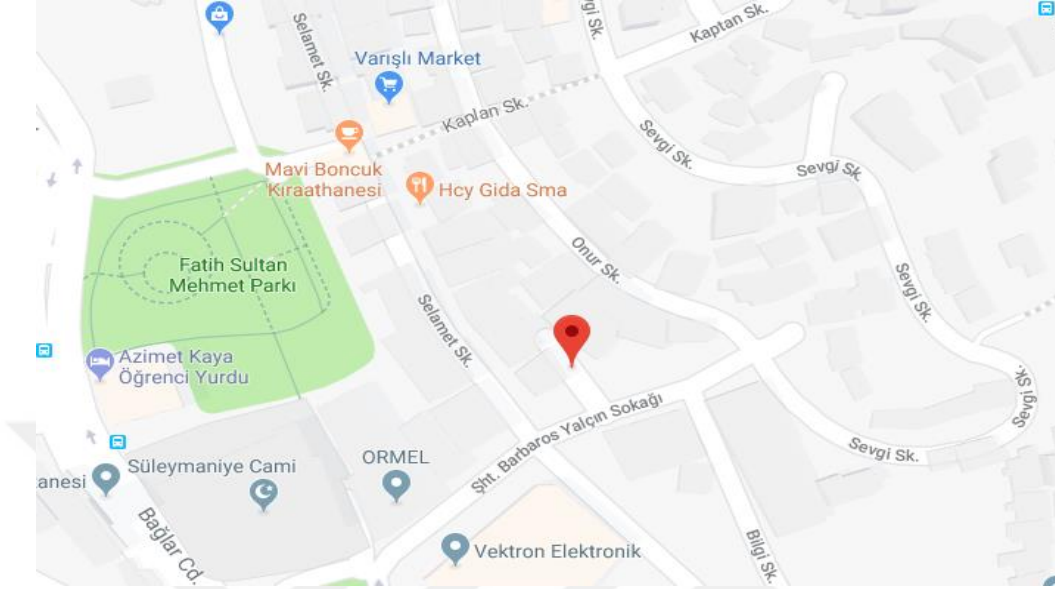 Selamet Sk.
vgi Sk.
Kaptan Sk.
Varışlı Market
Kaplan Sk.
Sevgi Sk.
Sevgi Sk.
Mavi Boncuk
Kıraathanesi
Hcy Gida Sma
Onur Sk.
Fatih Sultan
Mehmet Parkı
Sevgi Sk.
Selamet Sk.
Azimet Kaya
Öğrenci Yurdu
Sevgi Sk.
Şht. Barbaros Yalçın Sokağı
Sevgi Sk.
ORMEL
Süleymaniye Cami
anesi
Bağlar Cd.
Vektron Elektronik
Bilgi Sk.